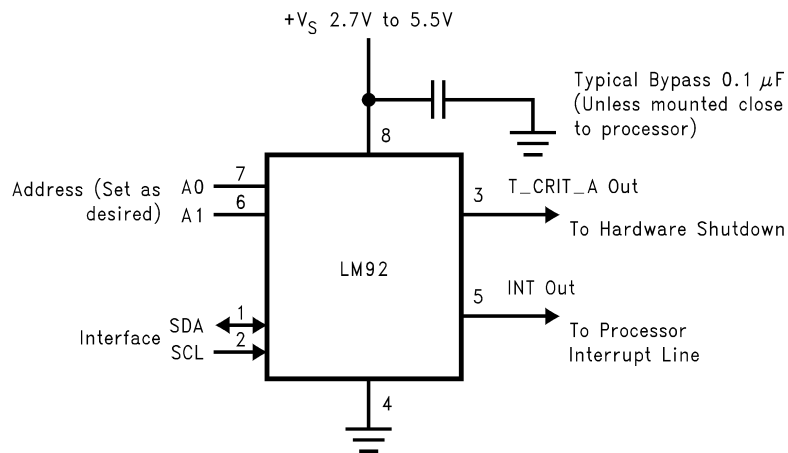 +VS 2.7V to 5.5V
Typical Bypass 0.1 μF
(Unless mounted close
to processor)
8
Address (Set as
desired)
A0
7
A1
6
3
T_CRIT_A Out
To Hardware Shutdown
LM92
5
INT Out
To Processor
Interrupt Line
Interface
SDA
1
SCL
2
4